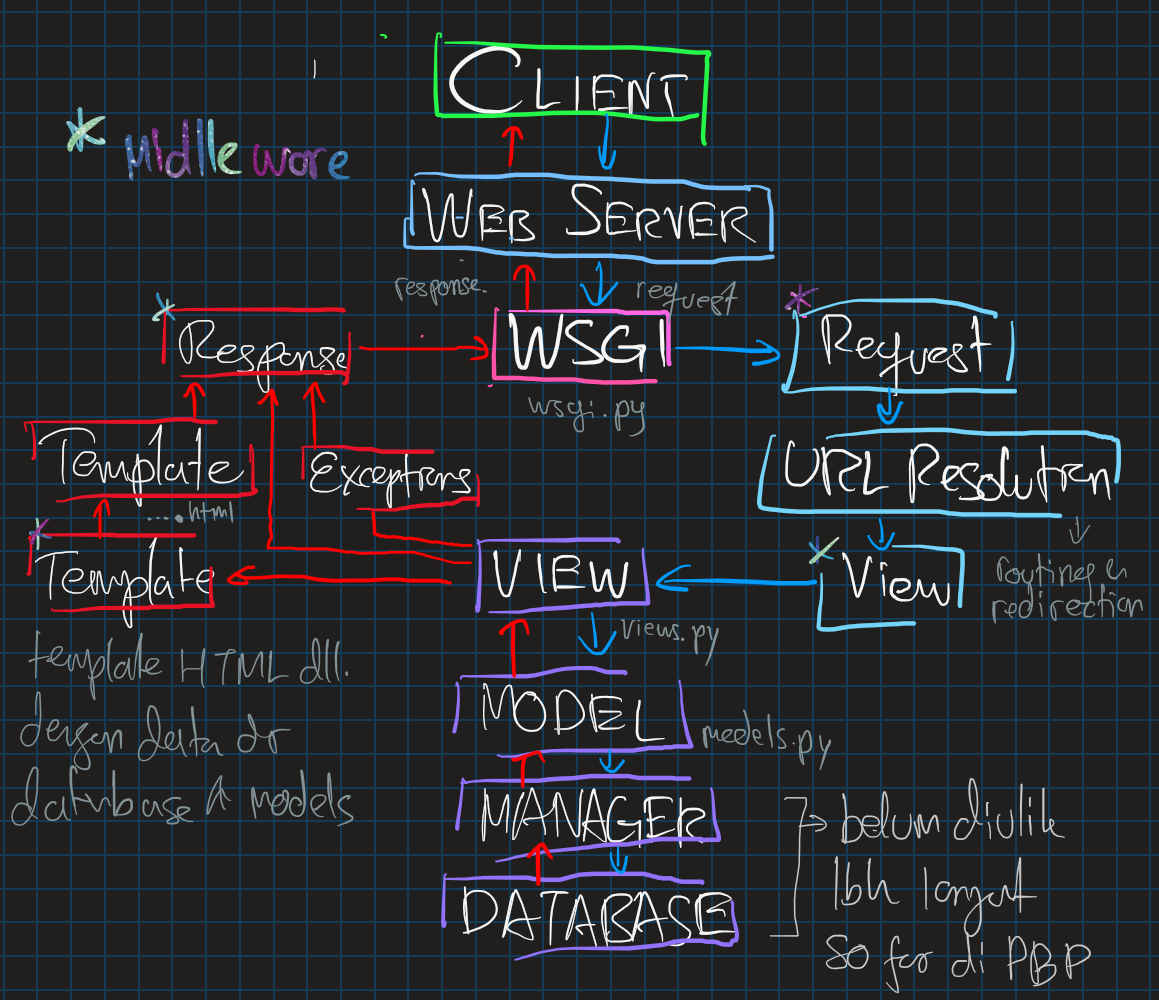 CLIENT
* Middleware
WEB SERVER
response.
request
Response
WSGI
Request
wsgi.py
Template
Exceptions
URL Resolution
....html
Template
VIEW
View
routing &
redirection
views.py
template HTML dll.
dengan data dr
database & models
MODEL
models.py
MANAGER
belum diulik
lbh lanjut
so far di PBP
DATABASE